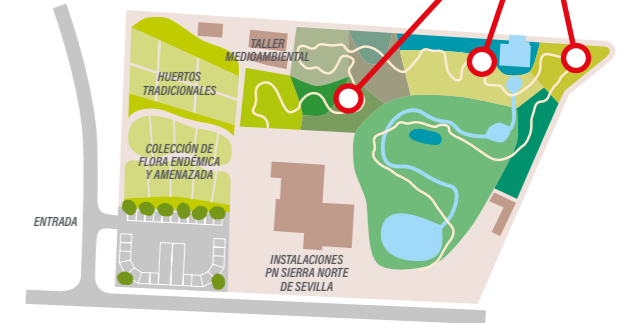 TALLER
MEDIOAMBIENTAL
HUERTOS
TRADICIONALES
COLECCIÓN DE
FLORA ENDÉMICA
Y AMENAZADA
ENTRADA
INSTALACIONES
PN SIERRA NORTE
DE SEVILLA